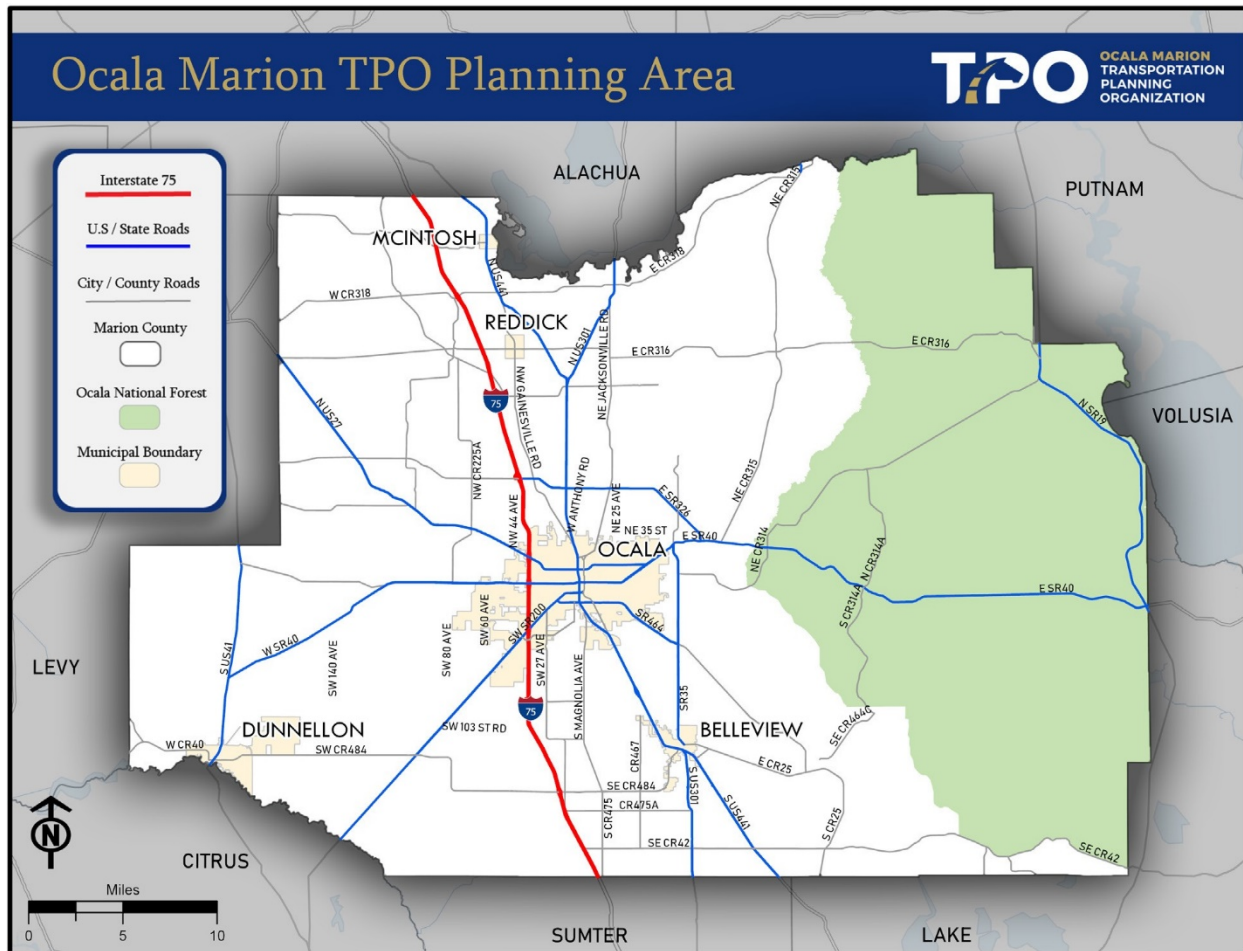 Ocala Marion TPO Planning Area
TPO
OCALA MARION
TRANSPORTATION
PLANNING
ORGANIZATION
Interstate 75
U.S / State Roads
City / County Roads
Marion County
Ocala National Forest
Municipal Boundary
ALACHUA
PUTNAM
VOLUSIA
LEVY
CITRUS
SUMTER
LAKE
MCINTOSH
REDDICK
OCALA
DUNNELLON
BELLEVIEW
N US441
NE CR315
E CR318
W CR318
N US301
NE JACKSONVILLE RD
E CR316
E CR316
75
NW GAINESVILLE RD
N US27
N SR19
NW CR225A
NE CR315
W ANTHONY RD
NE 25 AVE
E SR326
NW 44 AVE
NE 35 ST
E SR40
NE CR314
N CR314A
S CR314A
E SR40
SW 60 AVE
SW SR200
SR464
W SR40
S US41
SW 140 AVE
SW 80 AVE
SW 27 AVE
S MAGNOLIA AVE
SR35
75
SW 103 ST RD
SE CR464C
W CR40
SW CR484
CR467
E CR25
SE CR484
S US301
CR475A
S CR475
S US441
S CR25
SE CR42
SE CR42
N
Miles
0 5 10